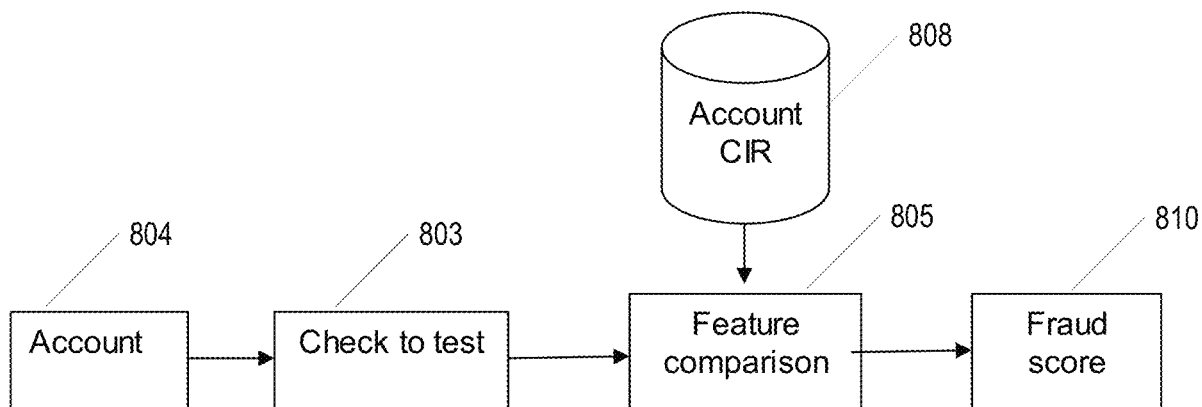 808
Account
CIR
804
803
805
810
Account
Check to test
Feature
comparison
Fraud
score